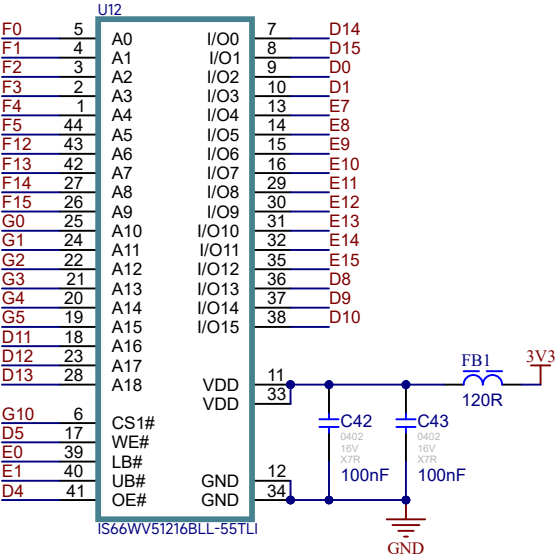 U12
F0 5 A0 I/O0 7 D14
F1 4 A1 I/O1 8 D15
F2 3 A2 I/O2 9 D0
F3 2 A3 I/O3 10 D1
F4 1 A4 I/O4 13 E7
F5 44 A5 I/O5 14 E8
F12 43 A6 I/O6 15 E9
F13 42 A7 I/O7 16 E10
F14 27 A8 I/O8 29 E11
F15 26 A9 I/O9 30 E12
G0 25 A10 I/O10 31 E13
G1 24 A11 I/O11 32 E14
G2 22 A12 I/O12 35 E15
G3 21 A13 I/O13 36 D8
G4 20 A14 I/O14 37 D9
G5 19 A15 I/O15 38 D10
D11 18 A16
D12 23 A17
D13 28 A18 VDD 11 FB1 3V3
VDD 33 120R
G10 6 CS1# C42 C43
D5 17 WE# 0402 0402
16V 16V
E0 39 LB# X7R X7R
E1 40 UB# GND 12 100nF 100nF
D4 41 OE# GND 34
IS66WV51216BLL-55TLI
GND